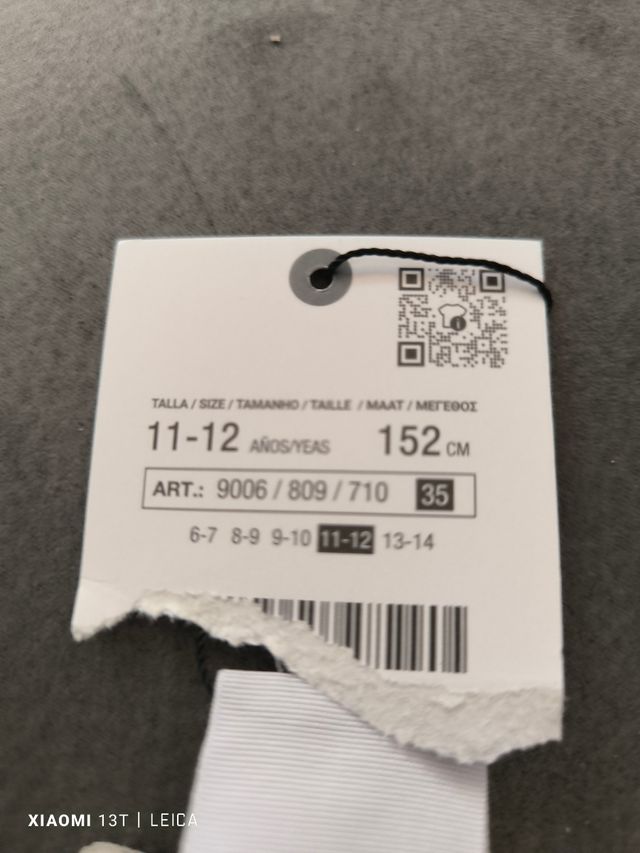 TALLA / SIZE / TAMANHO / TAILLE / MAAT / ΜΕΓΕΘΟΣ
11-12 AÑOS/YEAS 152 CM
ART.: 9006 / 809 / 710 35
6-7 8-9 9-10 11-12 13-14
XIAOMI 13T | LEICA